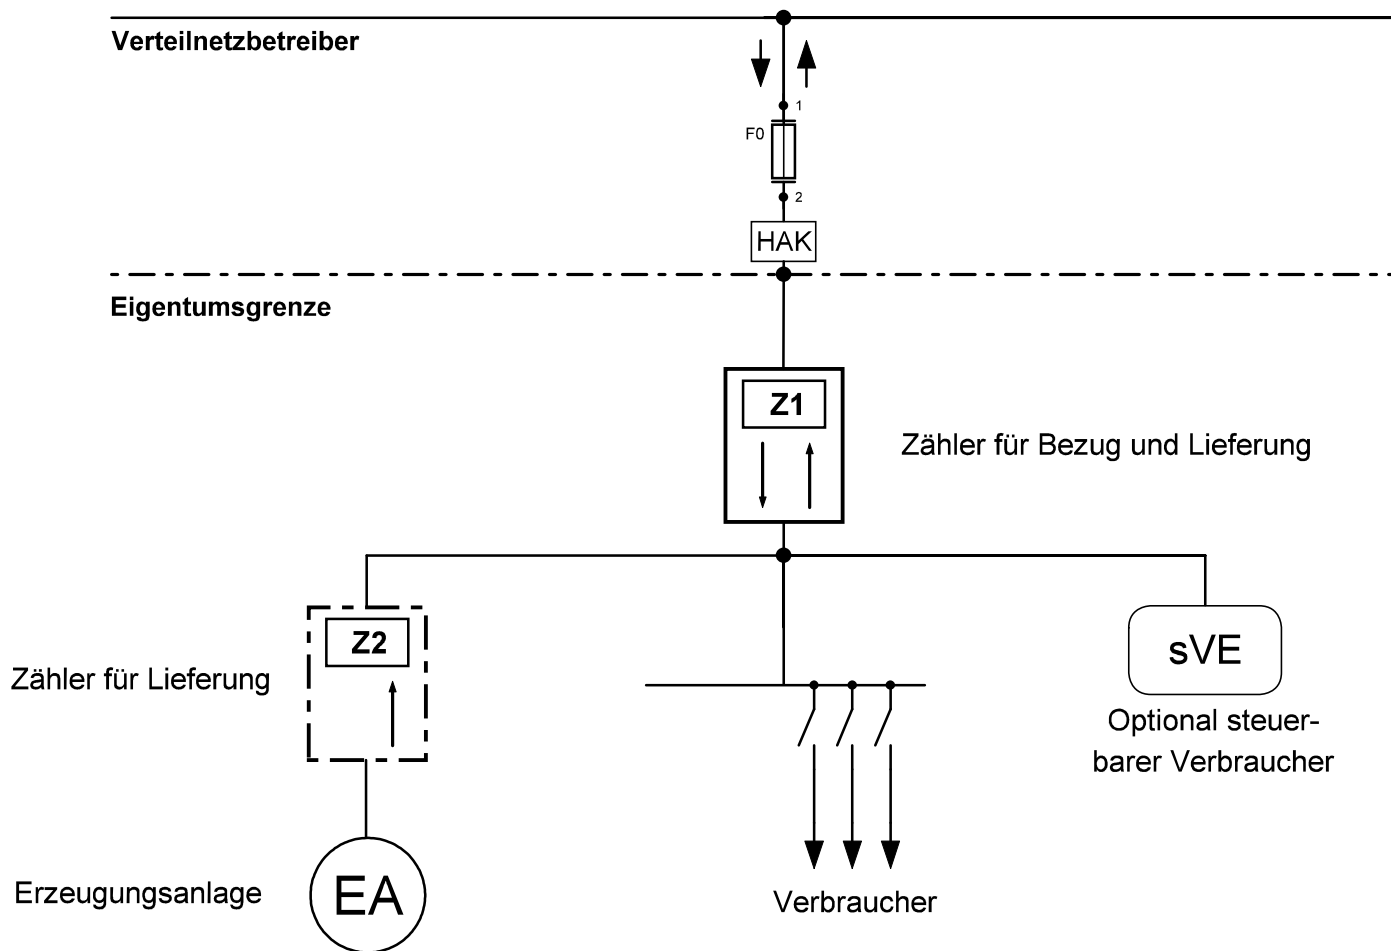 Verteilnetzbetreiber
1
F0
2
HAK
Eigentumsgrenze
Z1
Zähler für Bezug und Lieferung
Z2
Zähler für Lieferung
sVE
Optional steuer-
barer Verbraucher
Erzeugungsanlage
EA
Verbraucher